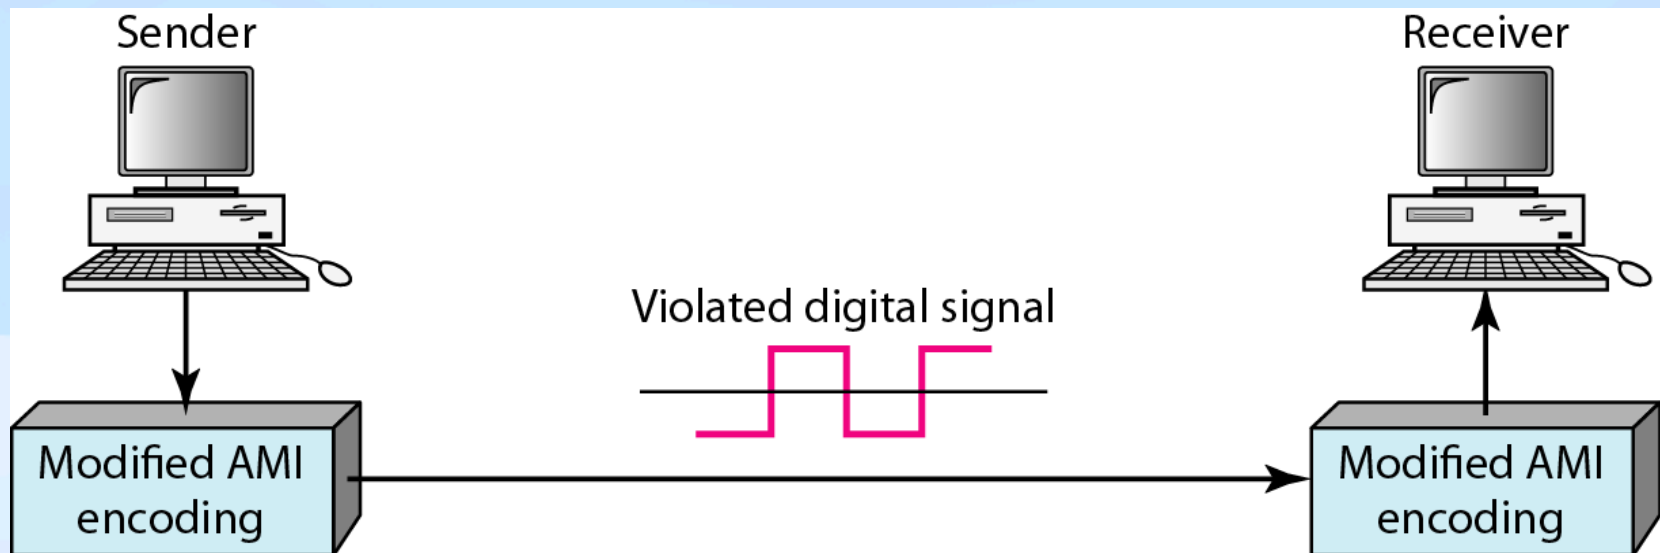 Sender
Receiver
Violated digital signal
Modified AMI
encoding
Modified AMI
encoding